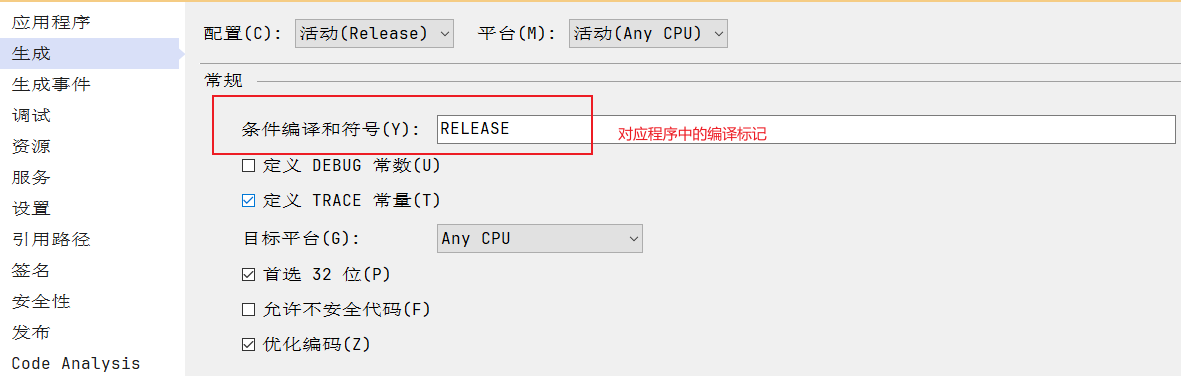 应用程序
生成
生成事件
调试
资源
服务
设置
引用路径
签名
安全性
发布
Code Analysis
配置(C): 活动(Release) 平台(M): 活动(Any CPU)
常规
条件编译和符号(Y): RELEASE 对应程序中的编译标记
定义 DEBUG 常数(U)
定义 TRACE 常量(T)
目标平台(G): Any CPU
首选 32 位(P)
允许不安全代码(F)
优化编码(Z)